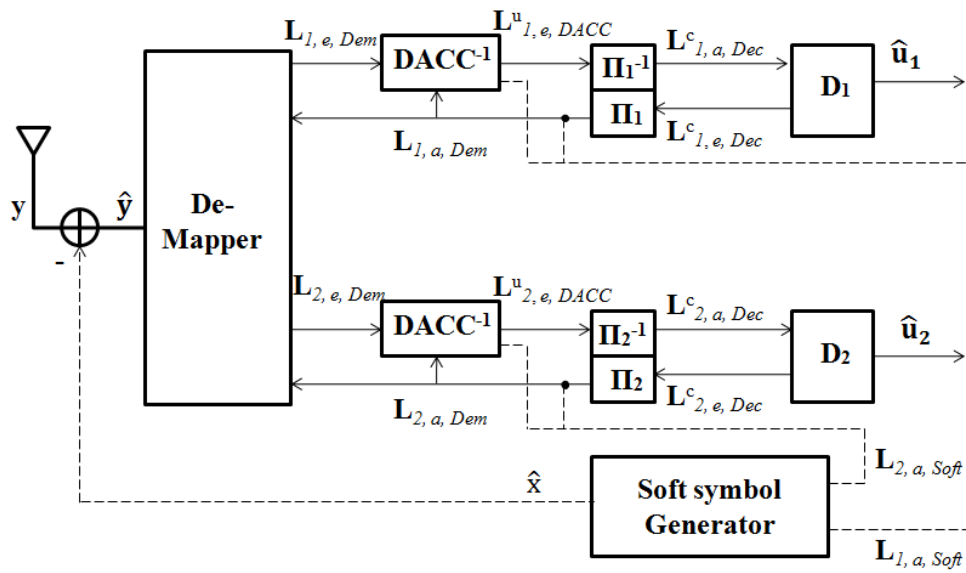 L1, e, Dem
DACC-1
Lu1, e, DACC
Π1-1
Π1
Lc1, a, Dec
D1
û1
L1, a, Dem
Lc1, e, Dec
y
-
ŷ
De-
Mapper
L2, e, Dem
DACC-1
Lu2, e, DACC
Π2-1
Π2
Lc2, a, Dec
D2
û2
L2, a, Dem
Lc2, e, Dec
x̂
Soft symbol
Generator
L2, a, Soft
L1, a, Soft